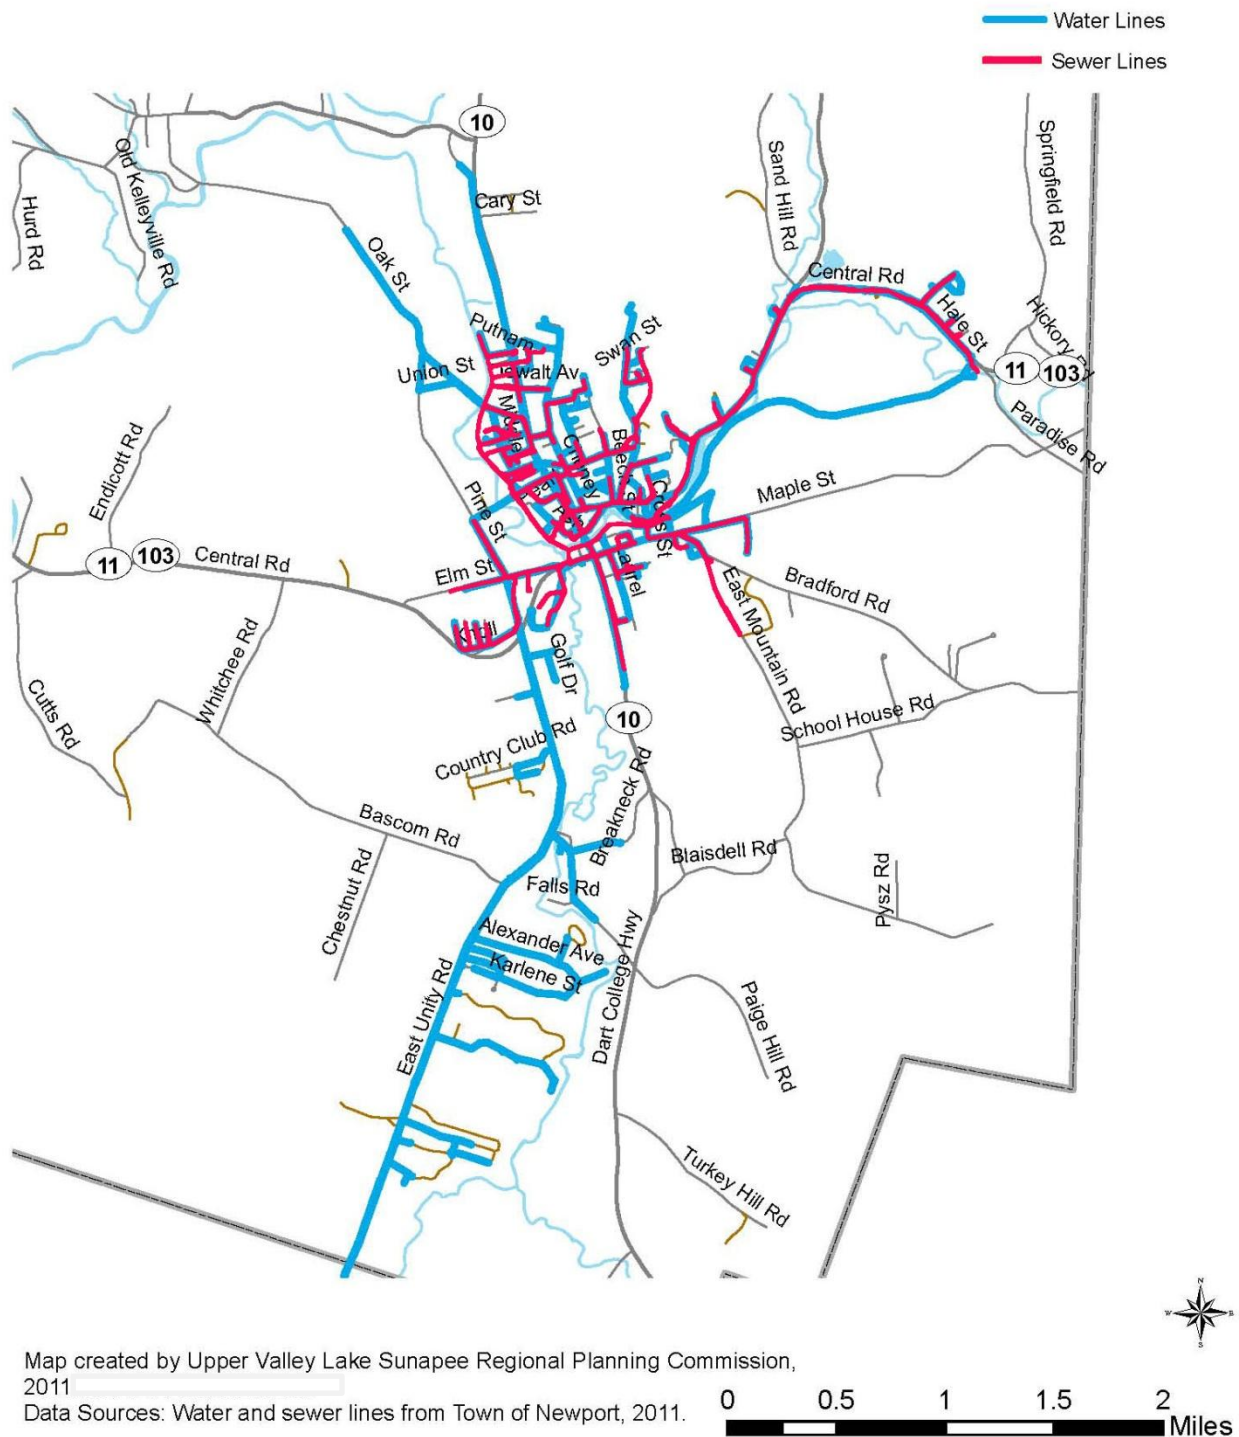 Water Lines
Sewer Lines
10
Springfield Rd
Old Kelleyville Rd
Sand Hill Rd
Hurd Rd
Cary St
Oak St
Central Rd
Hale St
Hickory
Putnam
Swan St
Union St
11
103
Middle
Paradise Rd
Endicott Rd
Beech St
Maple St
Pine St
Cross St
11
103
Central Rd
Elm St
Laurel
Bradford Rd
East Mountain Rd
Knoll
Whitchee Rd
Golf Dr
Cutts Rd
10
School House Rd
Country Club Rd
Breakneck Rd
Bascom Rd
Blaisdell Rd
Chestnut Rd
Falls Rd
Pysz Rd
Alexander Ave
Karlene St
Dart College Hwy
East Unity Rd
Paige Hill Rd
Turkey Hill Rd
N
W
E
S
Map created by Upper Valley Lake Sunapee Regional Planning Commission,
2011
Data Sources: Water and sewer lines from Town of Newport, 2011.
0 0.5 1 1.5 2
Miles